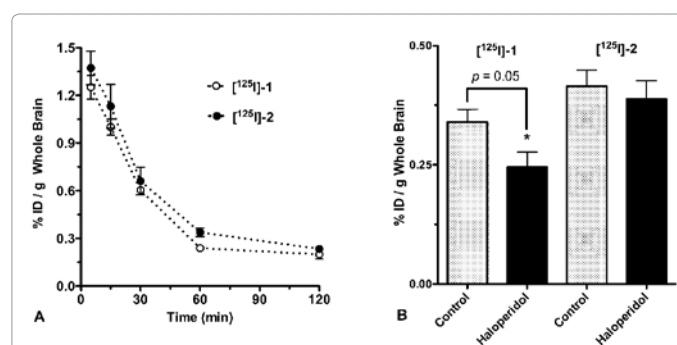 1.5
1.2
0.9
0.6
0.3
0.0
% ID / g Whole Brain
[¹²⁵I]-1
[¹²⁵I]-2
0
30
60
90
120
Time (min)
A
0.50
0.25
0.00
% ID / g Whole Brain
[¹²⁵I]-1
[¹²⁵I]-2
p = 0.05
*
Control
Haloperidol
Control
Haloperidol
B